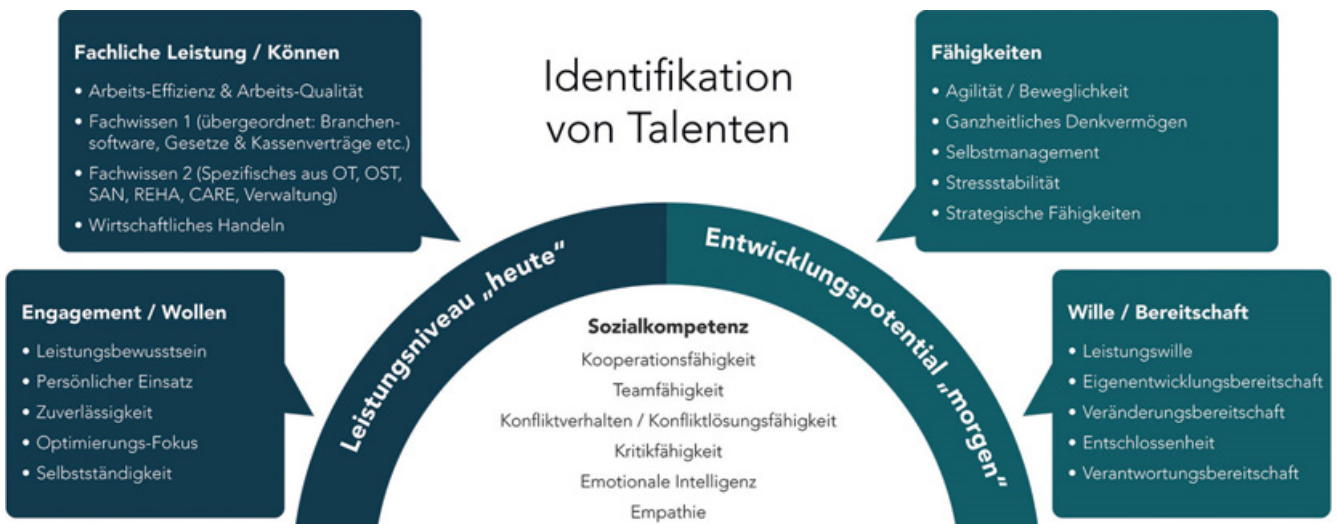 Identifikation
von Talenten
Fachliche Leistung / Können
• Arbeits-Effizienz & Arbeits-Qualität
• Fachwissen 1 (übergeordnet: Branchen-
software, Gesetze & Kassenverträge etc.)
• Fachwissen 2 (Spezifisches aus OT, OST,
SAN, REHA, CARE, Verwaltung)
• Wirtschaftliches Handeln
Engagement / Wollen
• Leistungsbewusstsein
• Persönlicher Einsatz
• Zuverlässigkeit
• Optimierungs-Fokus
• Selbstständigkeit
Leistungsniveau „heute“
Sozialkompetenz
Kooperationsfähigkeit
Teamfähigkeit
Konfliktverhalten / Konfliktlösungsfähigkeit
Kritikfähigkeit
Emotionale Intelligenz
Empathie
Entwicklungspotential „morgen“
Fähigkeiten
• Agilität / Beweglichkeit
• Ganzheitliches Denkvermögen
• Selbstmanagement
• Stressstabilität
• Strategische Fähigkeiten
Wille / Bereitschaft
• Leistungswille
• Eigenentwicklungsbereitschaft
• Veränderungsbereitschaft
• Entschlossenheit
• Verantwortungsbereitschaft